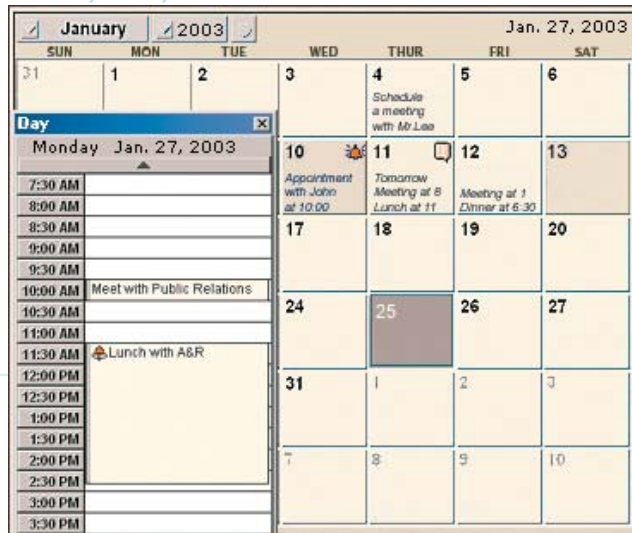 January 2003 Jan. 27, 2003
SUN MON TUE WED THUR FRI SAT
31 1 2 3 4 5 6
Schedule
a meeting
with Mr.Lee
Day
Monday Jan. 27, 2003
7:30 AM
8:00 AM
8:30 AM
9:00 AM
9:30 AM
10:00 AM Meet with Public Relations
10:30 AM
11:00 AM
11:30 AM Lunch with A&R
12:00 PM
12:30 PM
1:00 PM
1:30 PM
2:00 PM
2:30 PM
3:00 PM
3:30 PM
10 11 12 13
Appointment
with John
at 10:00
Tomorrow
Meeting at 8
Lunch at 11
Meeting at 1
Dinner at 6:30
17 18 19 20
24 25 26 27
31 1 2 3
7 8 9 10